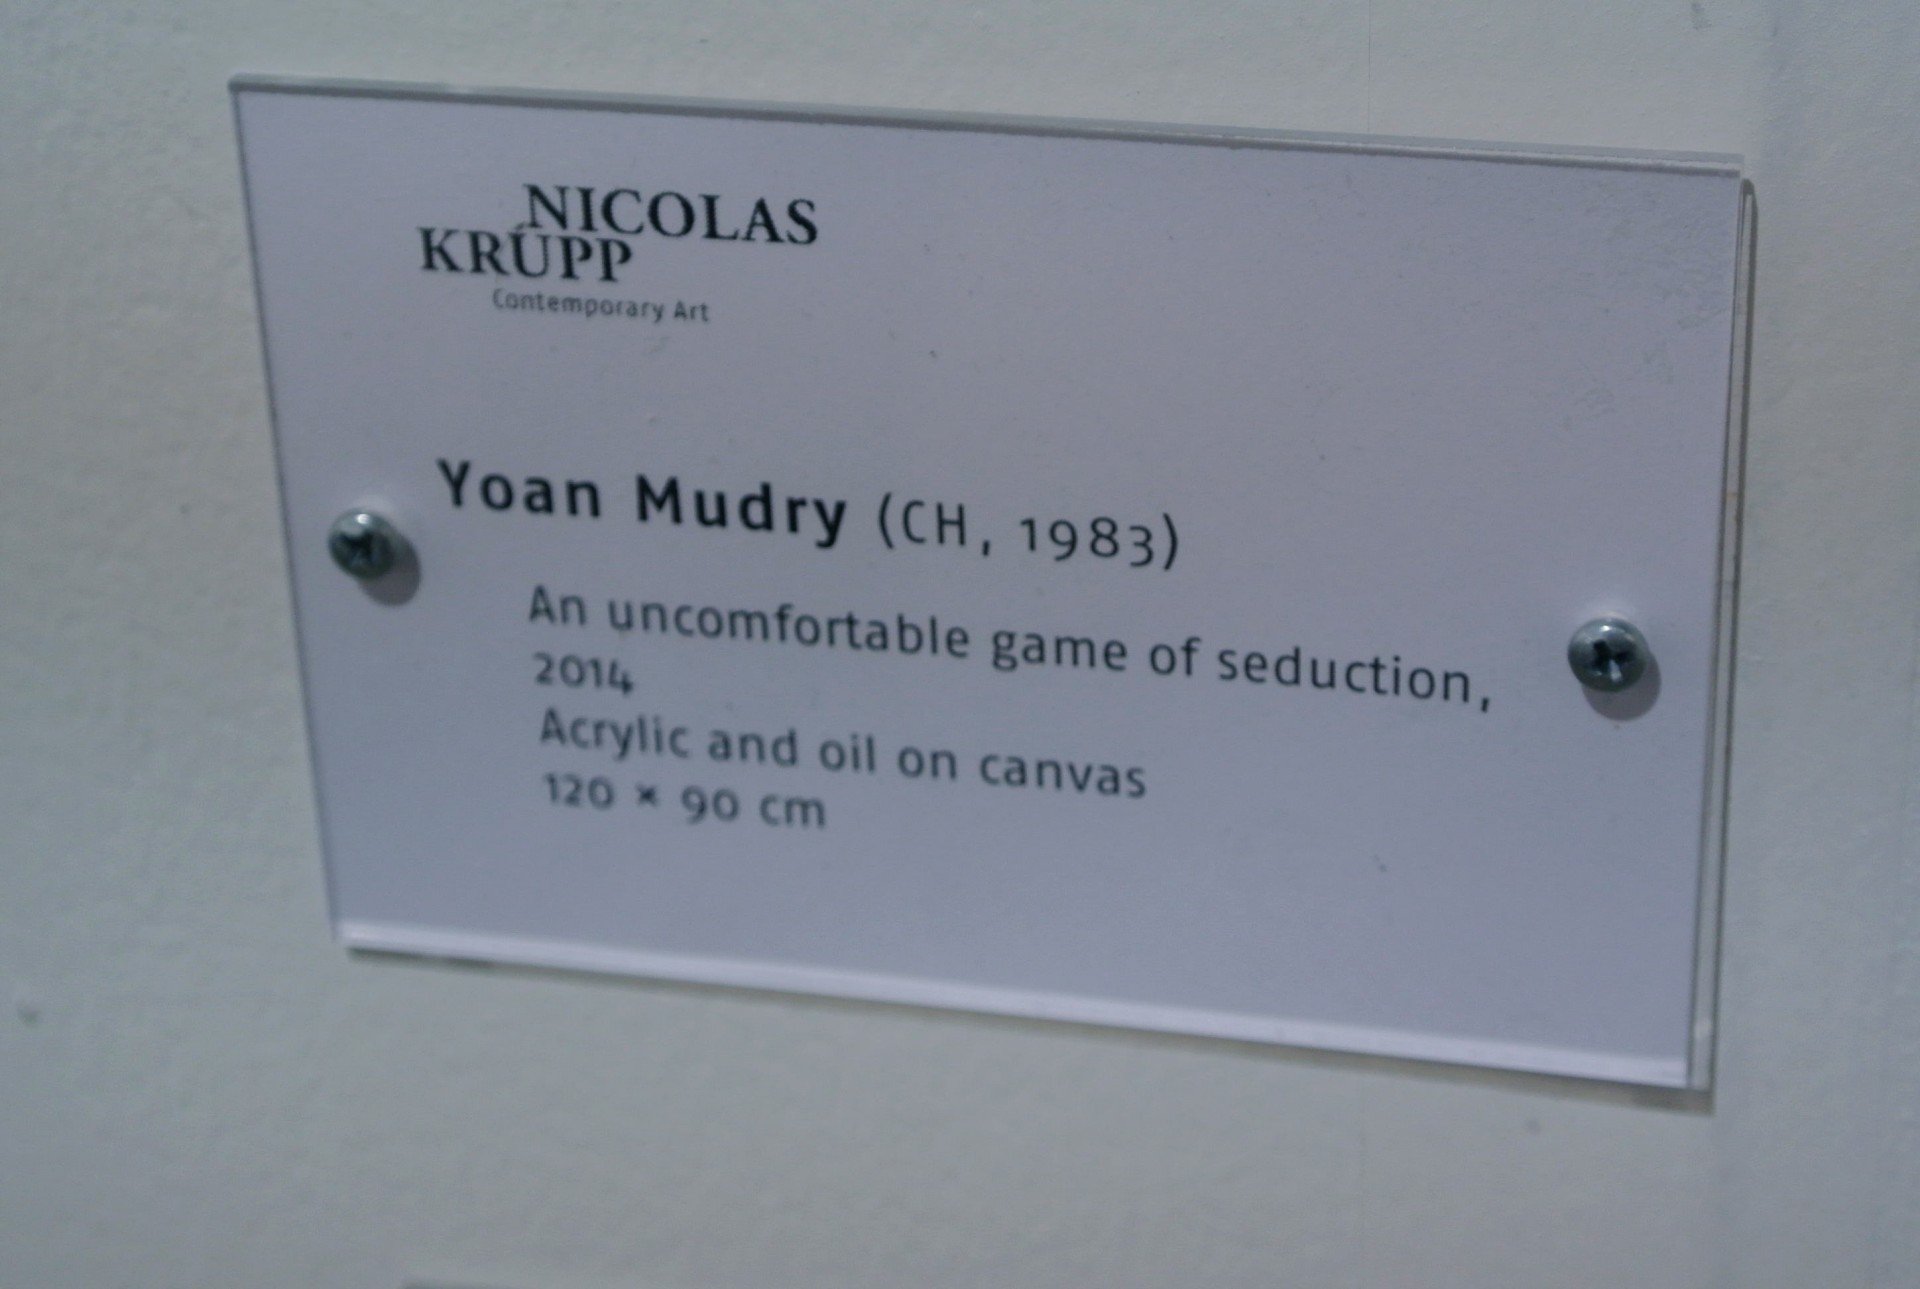 NICOLAS
KRUPP
Contemporary Art
Yoan Mudry (CH, 1983)
An uncomfortable game of seduction,
2014
Acrylic and oil on canvas
120 × 90 cm